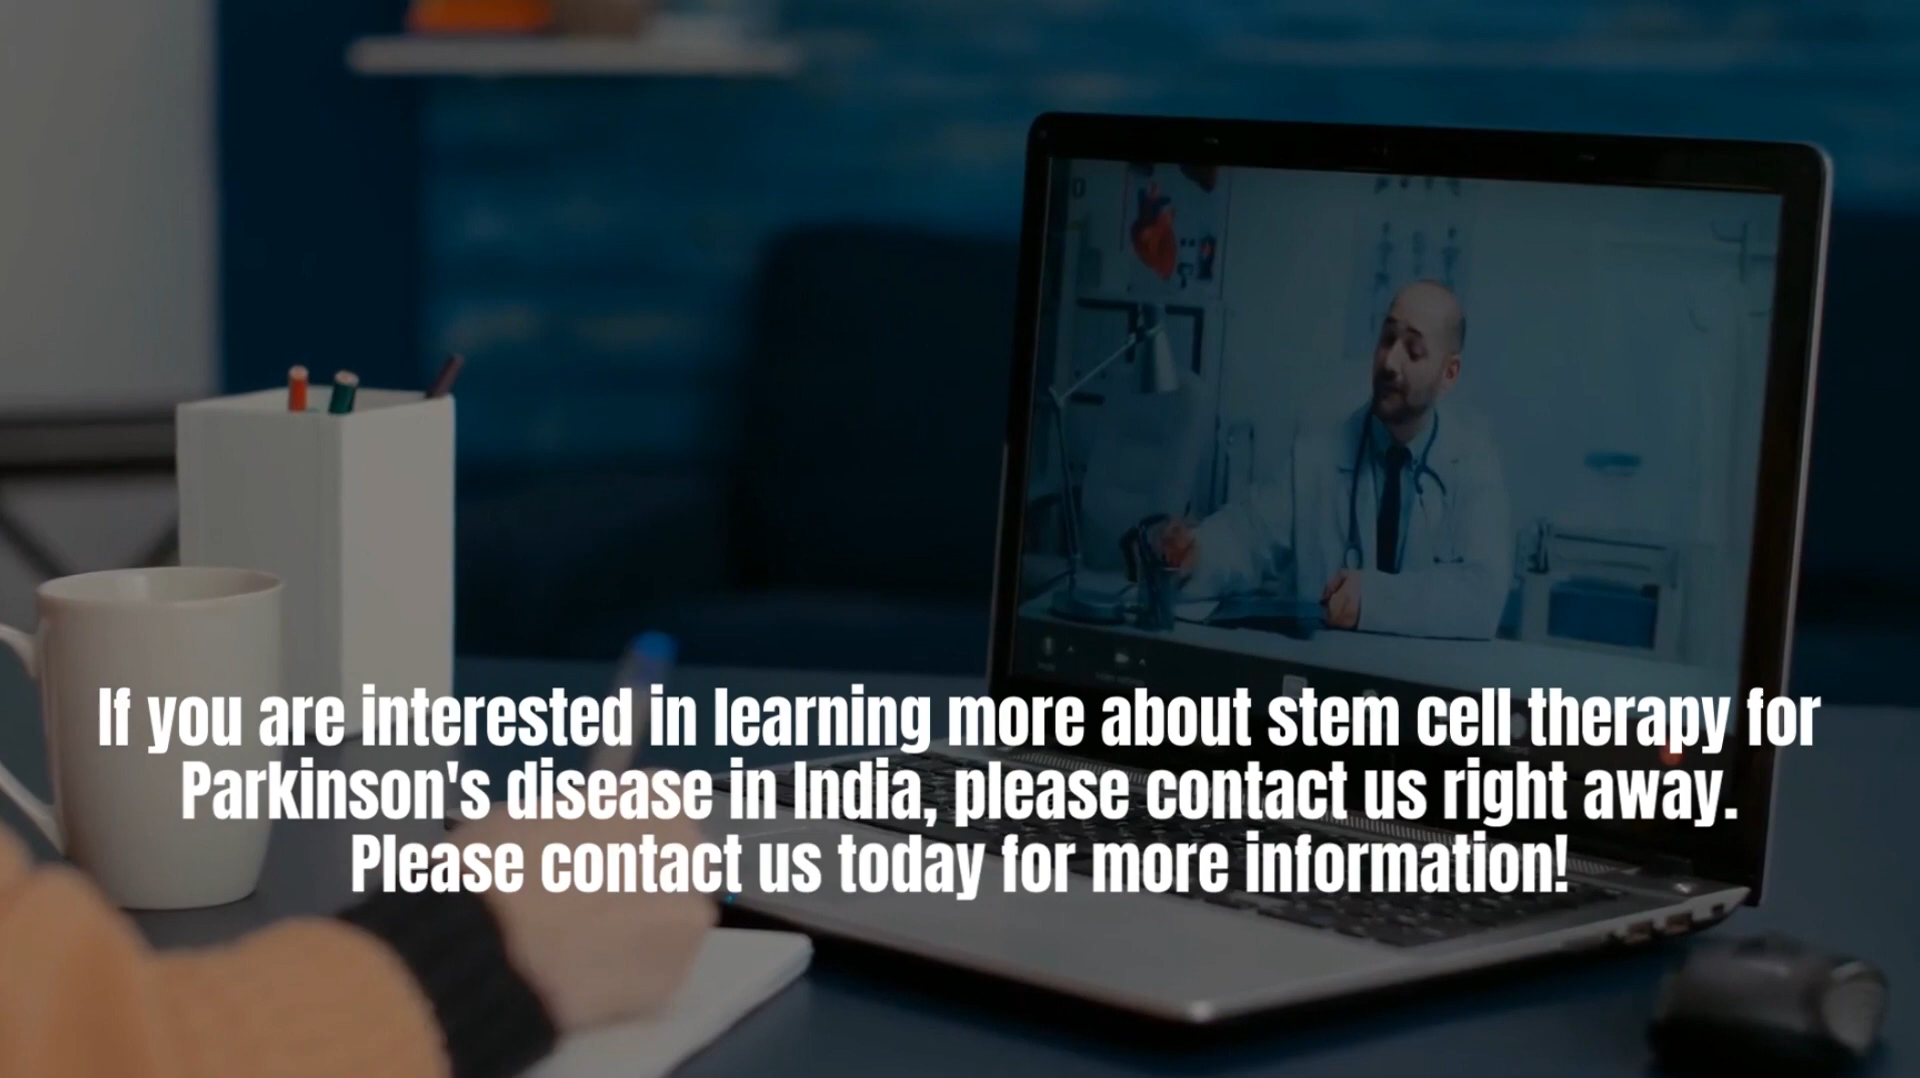 If you are interested in learning more about stem cell therapy for
Parkinson's disease in India, please contact us right away.
Please contact us today for more information!